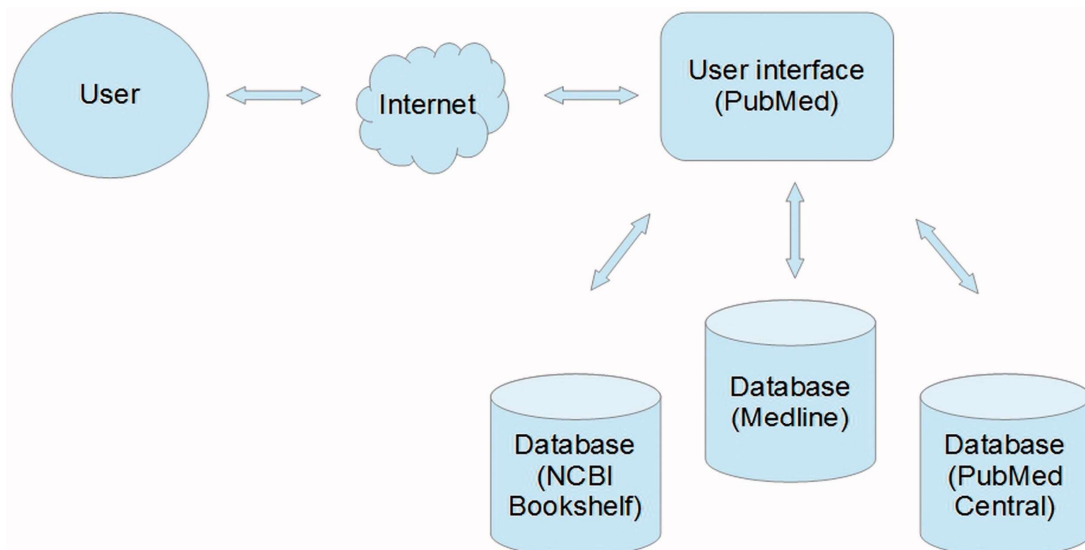 User
Internet
User interface
(PubMed)
Database
(Medline)
Database
(NCBI
Bookshelf)
Database
(PubMed
Central)